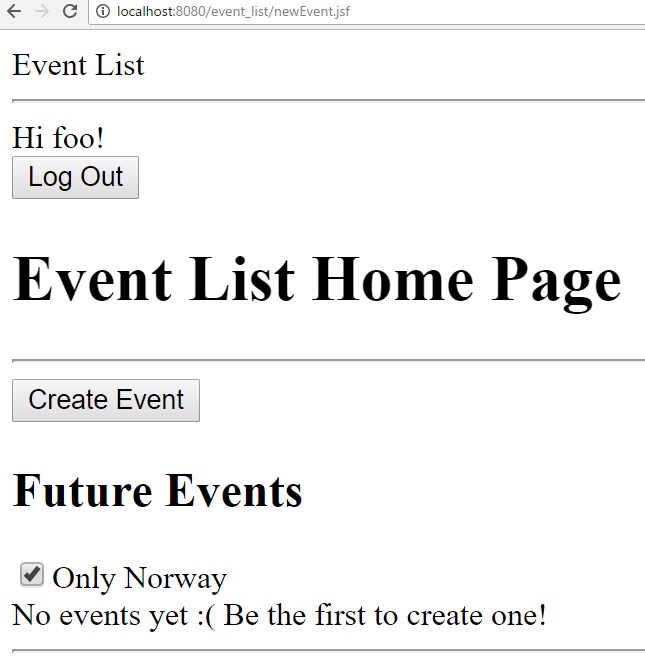 localhost:8080/event_list/newEvent.jsf
Event List
Hi foo!
Log Out
Event List Home Page
Create Event
Future Events
Only Norway
No events yet :( Be the first to create one!